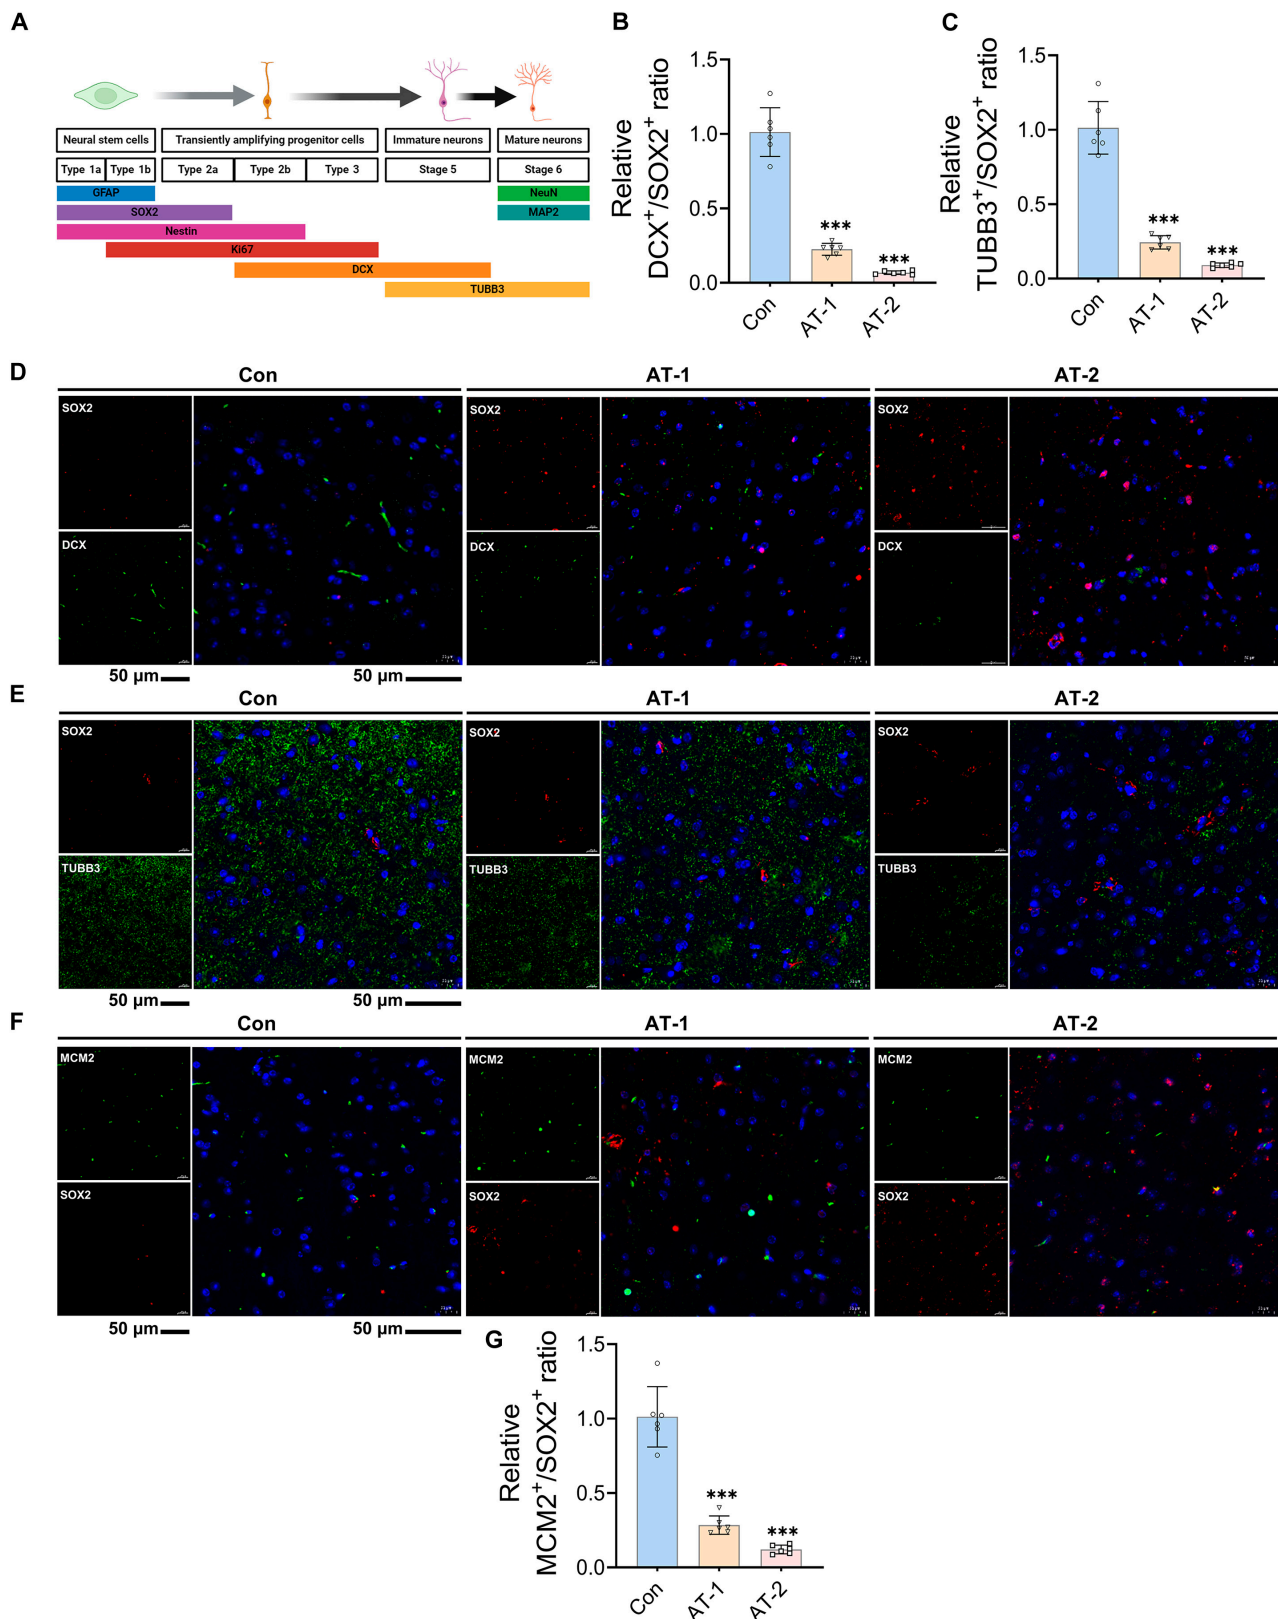 A
Neural stem cells
Transiently amplifying progenitor cells
Immature neurons
Mature neurons
Type 1a
Type 1b
Type 2a
Type 2b
Type 3
Stage 5
Stage 6
GFAP
NeuN
SOX2
MAP2
Nestin
Ki67
DCX
TUBB3
B
Relative
DCX⁺/SOX2⁺ ratio
1.5
1.0
0.5
0.0
***
***
Con
AT-1
AT-2
C
Relative
TUBB3⁺/SOX2⁺ ratio
1.5
1.0
0.5
0.0
***
***
Con
AT-1
AT-2
D
Con
AT-1
AT-2
SOX2
DCX
SOX2
DCX
SOX2
DCX
50 µm
50 µm
E
Con
AT-1
AT-2
SOX2
TUBB3
SOX2
TUBB3
SOX2
TUBB3
50 µm
50 µm
F
Con
AT-1
AT-2
MCM2
SOX2
MCM2
SOX2
MCM2
SOX2
50 µm
50 µm
G
Relative
MCM2⁺/SOX2⁺ ratio
1.5
1.0
0.5
0.0
***
***
Con
AT-1
AT-2